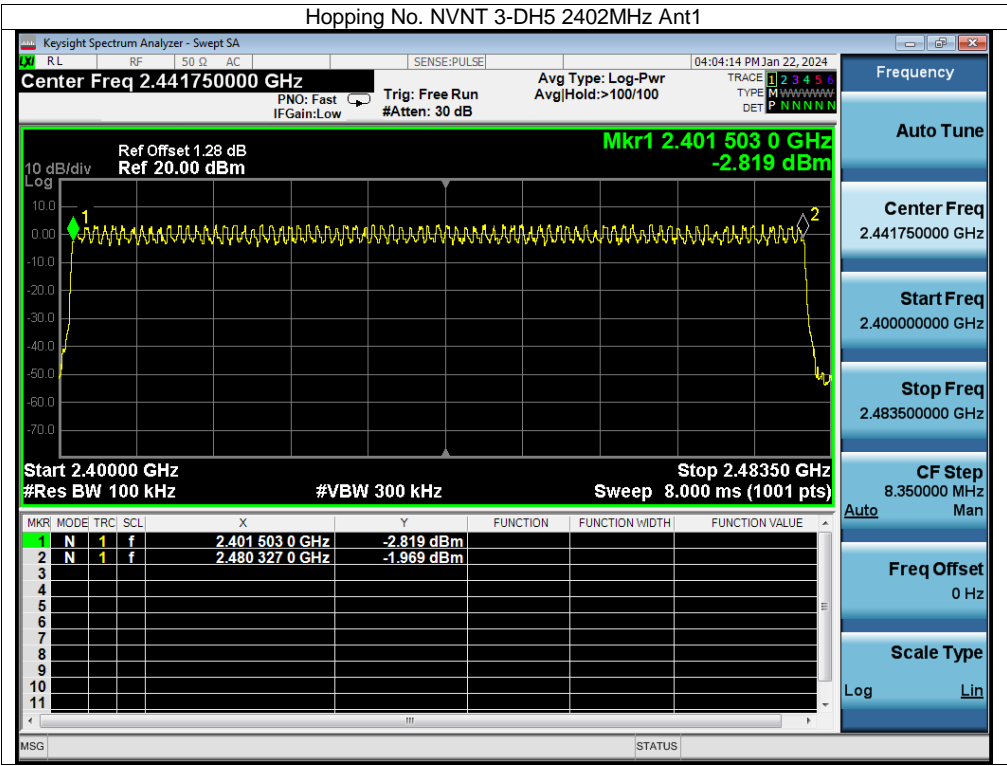 Hopping No. NVNT 3-DH5 2402MHz Ant1
Keysight Spectrum Analyzer - Swept SA
LXI RL RF 50 Ω AC SENSE:PULSE 04:04:14 PM Jan 22, 2024
Center Freq 2.441750000 GHz
PNO: Fast
IFGain:Low
Trig: Free Run
#Atten: 30 dB
Avg Type: Log-Pwr
Avg|Hold:>100/100
TRACE 1 2 3 4 5 6
TYPE M W W W W W
DET P N N N N N
Mkr1 2.401 503 0 GHz
-2.819 dBm
Ref Offset 1.28 dB
10 dB/div Ref 20.00 dBm
Log
10.0
0.00
-10.0
-20.0
-30.0
-40.0
-50.0
-60.0
-70.0
1
2
Start 2.40000 GHz Stop 2.48350 GHz
#Res BW 100 kHz #VBW 300 kHz Sweep 8.000 ms (1001 pts)
MKR MODE TRC SCL X Y FUNCTION FUNCTION WIDTH FUNCTION VALUE
1 N 1 f 2.401 503 0 GHz -2.819 dBm
2 N 1 f 2.480 327 0 GHz -1.969 dBm
3
4
5
6
7
8
9
10
11
MSG STATUS
Frequency
Auto Tune
Center Freq
2.441750000 GHz
Start Freq
2.400000000 GHz
Stop Freq
2.483500000 GHz
CF Step
8.350000 MHz
Auto Man
Freq Offset
0 Hz
Scale Type
Log Lin